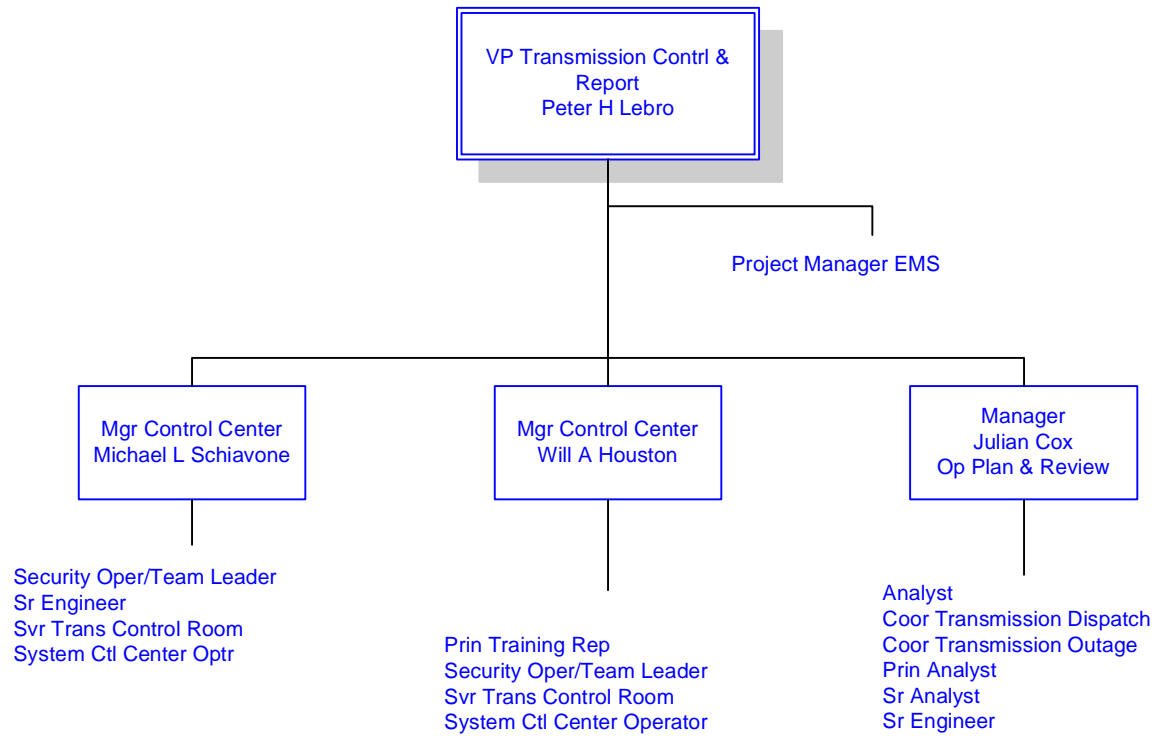 VP Transmission Contrl &
Report
Peter H Lebro
Project Manager EMS
Mgr Control Center
Michael L Schiavone
Mgr Control Center
Will A Houston
Manager
Julian Cox
Op Plan & Review
Security Oper/Team Leader
Sr Engineer
Svr Trans Control Room
System Ctl Center Optr
Prin Training Rep
Security Oper/Team Leader
Svr Trans Control Room
System Ctl Center Operator
Analyst
Coor Transmission Dispatch
Coor Transmission Outage
Prin Analyst
Sr Analyst
Sr Engineer